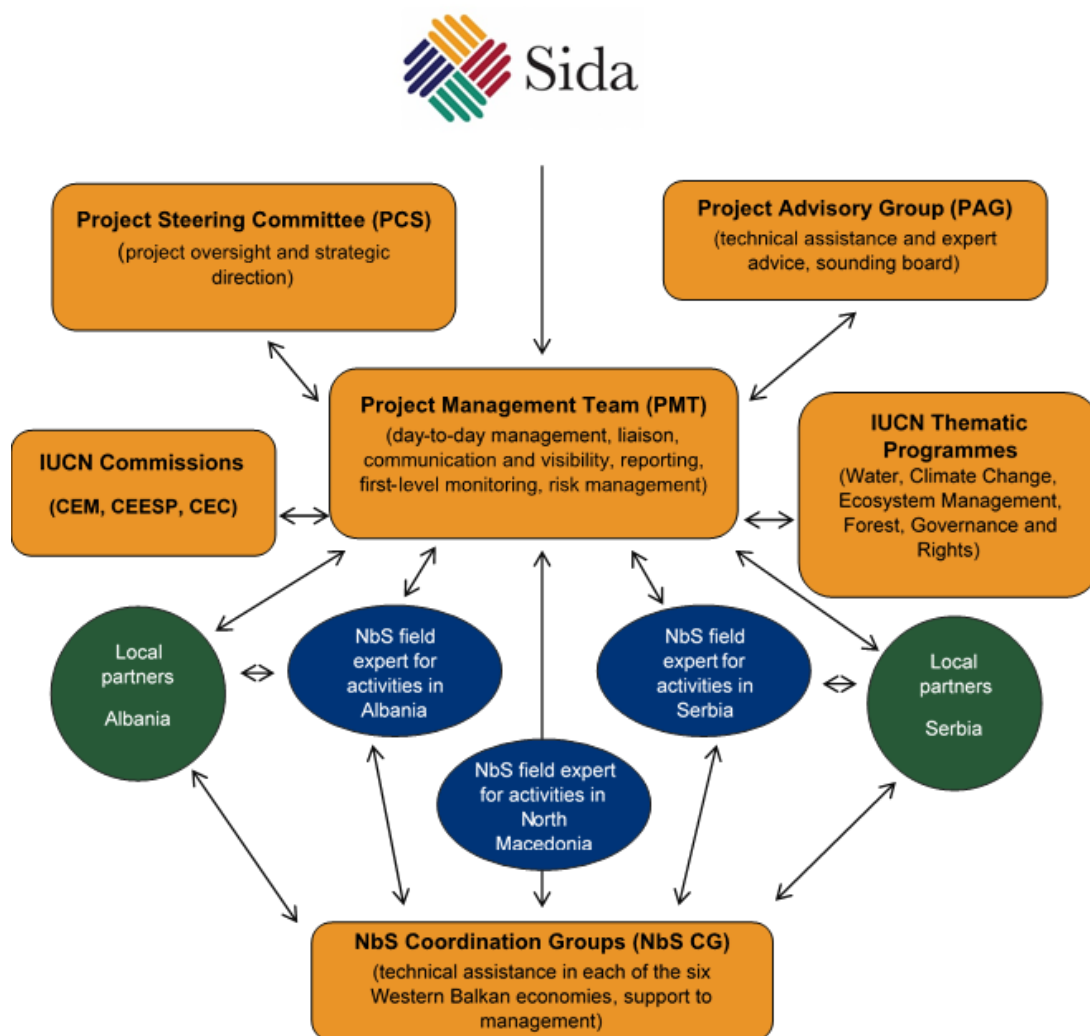 Sida
Project Steering Committee (PCS)
(project oversight and strategic
direction)
Project Advisory Group (PAG)
(technical assistance and expert
advice, sounding board)
Project Management Team (PMT)
(day-to-day management, liaison,
communication and visibility, reporting,
first-level monitoring, risk management)
IUCN Commissions
(CEM, CEESP, CEC)
IUCN Thematic
Programmes
(Water, Climate Change,
Ecosystem Management,
Forest, Governance and
Rights)
Local
partners
Albania
NbS field
expert for
activities in
Albania
NbS field
expert for
activities in
Serbia
Local
partners
Serbia
NbS field expert
for activities in
North
Macedonia
NbS Coordination Groups (NbS CG)
(technical assistance in each of the six
Western Balkan economies, support to
management)